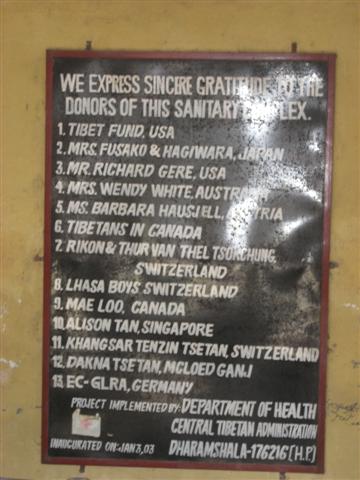 WE EXPRESS SINCERE GRATITUDE TO THE
DONORS OF THIS SANITARY COMPLEX.
1. TIBET FUND, USA
2. MRS. FUSAKO & HAGIWARA, JAPAN
3. MR. RICHARD GERE, USA
4. MRS. WENDY WHITE, AUSTRALIA
5. MS. BARBARA HAUSJELL, AUSTRIA
6. TIBETANS IN CANADA
7. RIKON & THUR VAN THEL TSOKCHUNG,
SWITZERLAND
8. LHASA BOYS SWITZERLAND
9. MAE LOO, CANADA
10. ALISON TAN, SINGAPORE
11. KHANGSAR TENZIN TSETAN, SWITZERLAND
12. DAKNA TSETAN, MCLOED GANJ
13. EC-GLRA, GERMANY
PROJECT IMPLEMENTED BY: DEPARTMENT OF HEALTH
CENTRAL TIBETAN ADMINISTRATION
INAUGURATED ON: JAN 3, 03 DHARAMSHALA-176216 (H.P.)